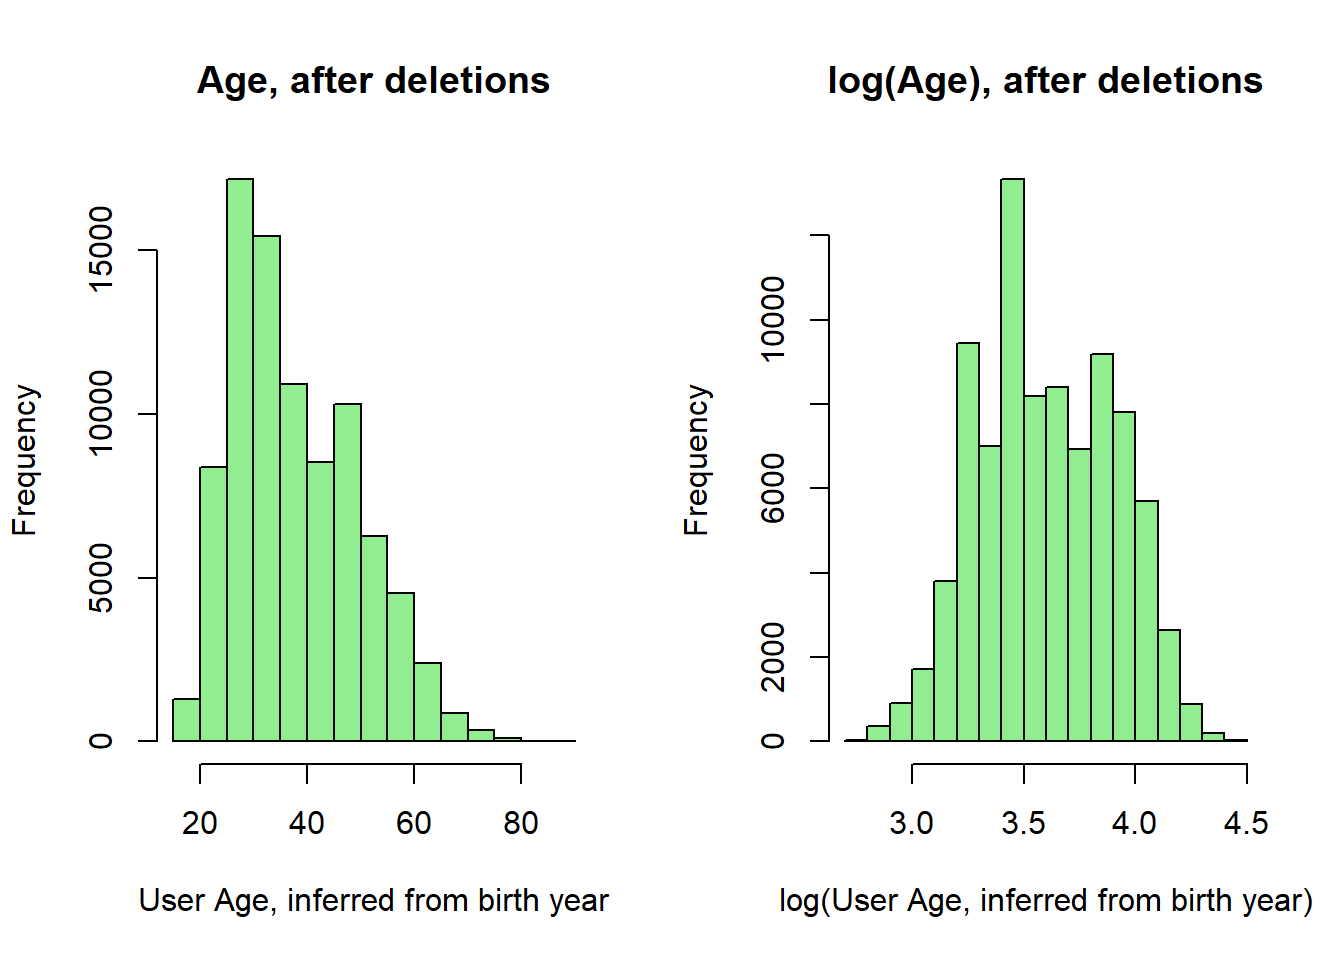 Age, after deletions
Frequency
15000
10000
5000
0
20 40 60 80
User Age, inferred from birth year
log(Age), after deletions
Frequency
10000
6000
2000
0
3.0 3.5 4.0 4.5
log(User Age, inferred from birth year)